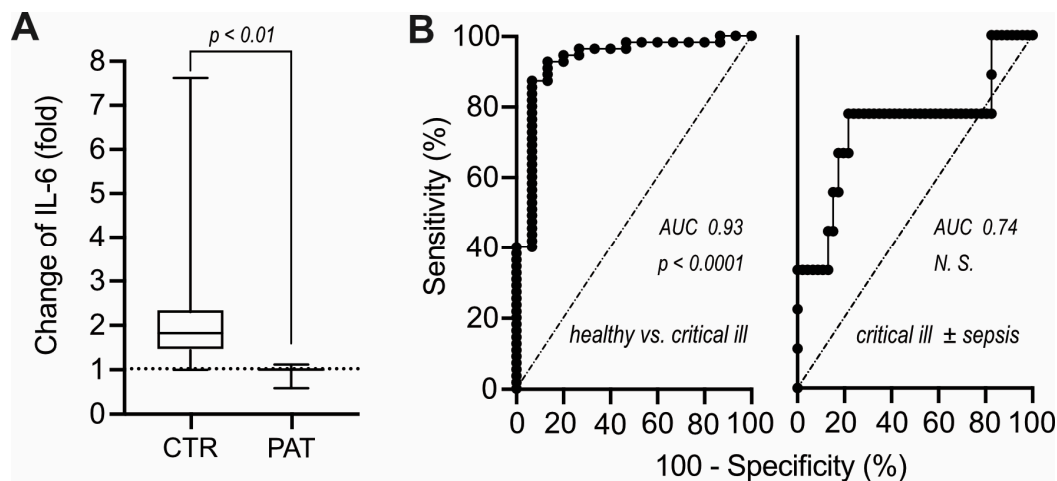 A
p < 0.01
Change of IL-6 (fold)
8
7
6
5
4
3
2
1
0
CTR PAT
B
Sensitivity (%)
100
80
60
40
20
0
AUC 0.93
p < 0.0001
healthy vs. critical ill
0 20 40 60 80 100
AUC 0.74
N. S.
critical ill ± sepsis
0 20 40 60 80 100
100 - Specificity (%)